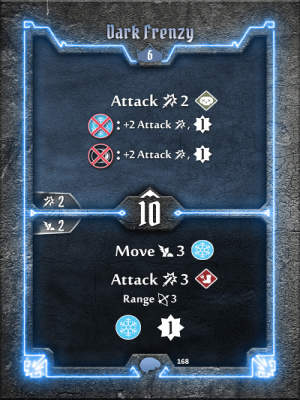 Dark Frenzy
6
Attack 2
: +2 Attack , 1
: +2 Attack , 1
2
10
2
Move 3
Attack 3
Range 3
1
168